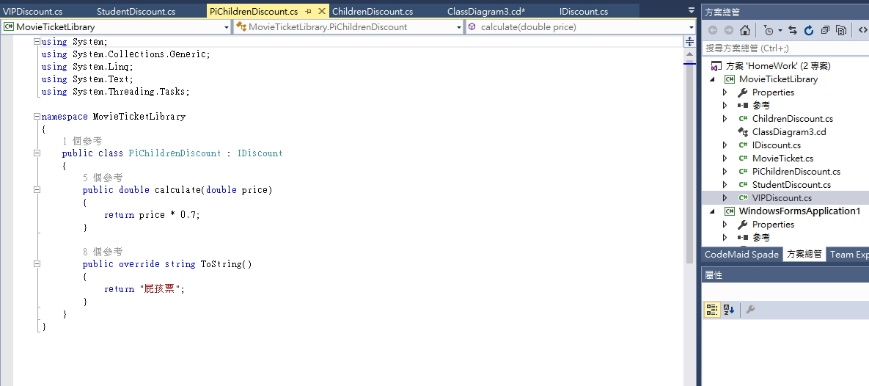 VIPDiscount.cs StudentDiscount.cs PiChildrenDiscount.cs ChildrenDiscount.cs ClassDiagram3.cd* IDiscount.cs
MovieTicketLibrary MovieTicketLibrary.PiChildrenDiscount calculate(double price)
using System;
using System.Collections.Generic;
using System.Linq;
using System.Text;
using System.Threading.Tasks;
namespace MovieTicketLibrary
{
1 個參考
public class PiChildrenDiscount : IDiscount
{
5 個參考
public double calculate(double price)
{
return price * 0.7;
}
8 個參考
public override string ToString()
{
return "屁孩票";
}
}
}
方案總管
搜尋方案總管 (Ctrl+;)
方案 'HomeWork' (2 專案)
MovieTicketLibrary
Properties
參考
ChildrenDiscount.cs
ClassDiagram3.cd
IDiscount.cs
MovieTicket.cs
PiChildrenDiscount.cs
StudentDiscount.cs
VIPDiscount.cs
WindowsFormsApplication1
Properties
參考
CodeMaid Spade 方案總管 Team Exp
屬性